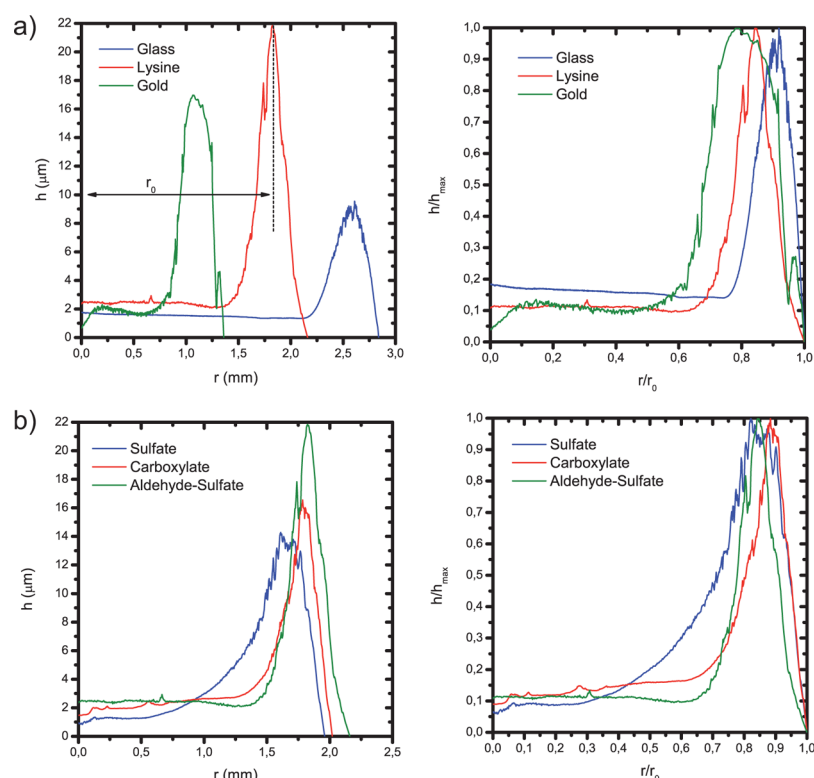 a)
22
20
18
16
14
12
10
8
6
4
2
0
h (μm)
Glass
Lysine
Gold
r₀
0,0 0,5 1,0 1,5 2,0 2,5 3,0
r (mm)
1,0
0,9
0,8
0,7
0,6
0,5
0,4
0,3
0,2
0,1
0,0
h/hmax
Glass
Lysine
Gold
0,0 0,2 0,4 0,6 0,8 1,0
r/r₀
b)
22
20
18
16
14
12
10
8
6
4
2
0
h (μm)
Sulfate
Carboxylate
Aldehyde-Sulfate
0,0 0,5 1,0 1,5 2,0 2,5
r (mm)
1,0
0,9
0,8
0,7
0,6
0,5
0,4
0,3
0,2
0,1
0,0
h/hmax
Sulfate
Carboxylate
Aldehyde-Sulfate
0,0 0,1 0,2 0,3 0,4 0,5 0,6 0,7 0,8 0,9 1,0
r/r₀